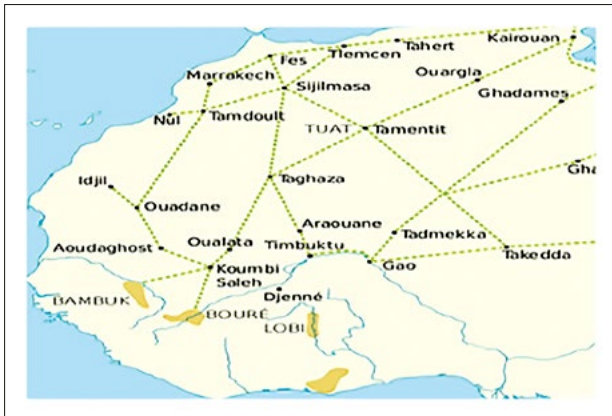 Kairouan
Tahert
Tlemcen
Fes
Ouargla
Marrakech
Sijilmasa
Ghadames
Nul
Tamdoult
TUAT
Tamentit
Gha
Idjil
Taghaza
Ouadane
Araouane
Tadmekka
Aoudaghost
Oualata
Timbuktu
Takedda
Gao
Koumbi
Saleh
Djenné
BAMBUK
BOURÉ
LOBI